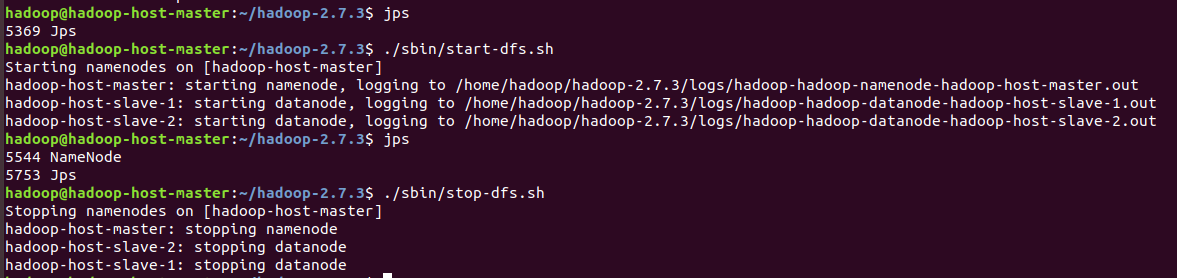 hadoop@hadoop-host-master:~/hadoop-2.7.3$ jps
5369 Jps
hadoop@hadoop-host-master:~/hadoop-2.7.3$ ./sbin/start-dfs.sh
Starting namenodes on [hadoop-host-master]
hadoop-host-master: starting namenode, logging to /home/hadoop/hadoop-2.7.3/logs/hadoop-hadoop-namenode-hadoop-host-master.out
hadoop-host-slave-1: starting datanode, logging to /home/hadoop/hadoop-2.7.3/logs/hadoop-hadoop-datanode-hadoop-host-slave-1.out
hadoop-host-slave-2: starting datanode, logging to /home/hadoop/hadoop-2.7.3/logs/hadoop-hadoop-datanode-hadoop-host-slave-2.out
hadoop@hadoop-host-master:~/hadoop-2.7.3$ jps
5544 NameNode
5753 Jps
hadoop@hadoop-host-master:~/hadoop-2.7.3$ ./sbin/stop-dfs.sh
Stopping namenodes on [hadoop-host-master]
hadoop-host-master: stopping namenode
hadoop-host-slave-2: stopping datanode
hadoop-host-slave-1: stopping datanode